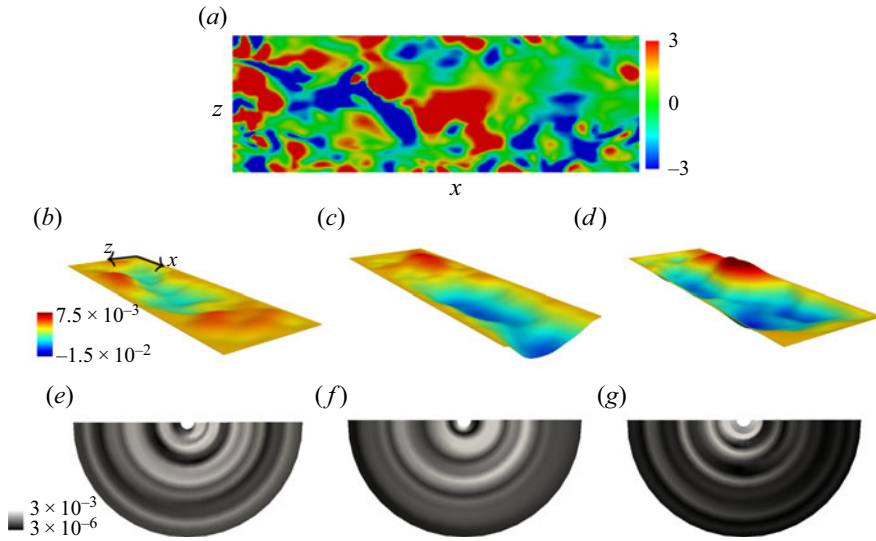 (a)
3
0
–3
z
x
(b)
(c)
(d)
z
x
7.5 × 10⁻³
–1.5 × 10⁻²
(e)
(f)
(g)
3 × 10⁻³
3 × 10⁻⁶